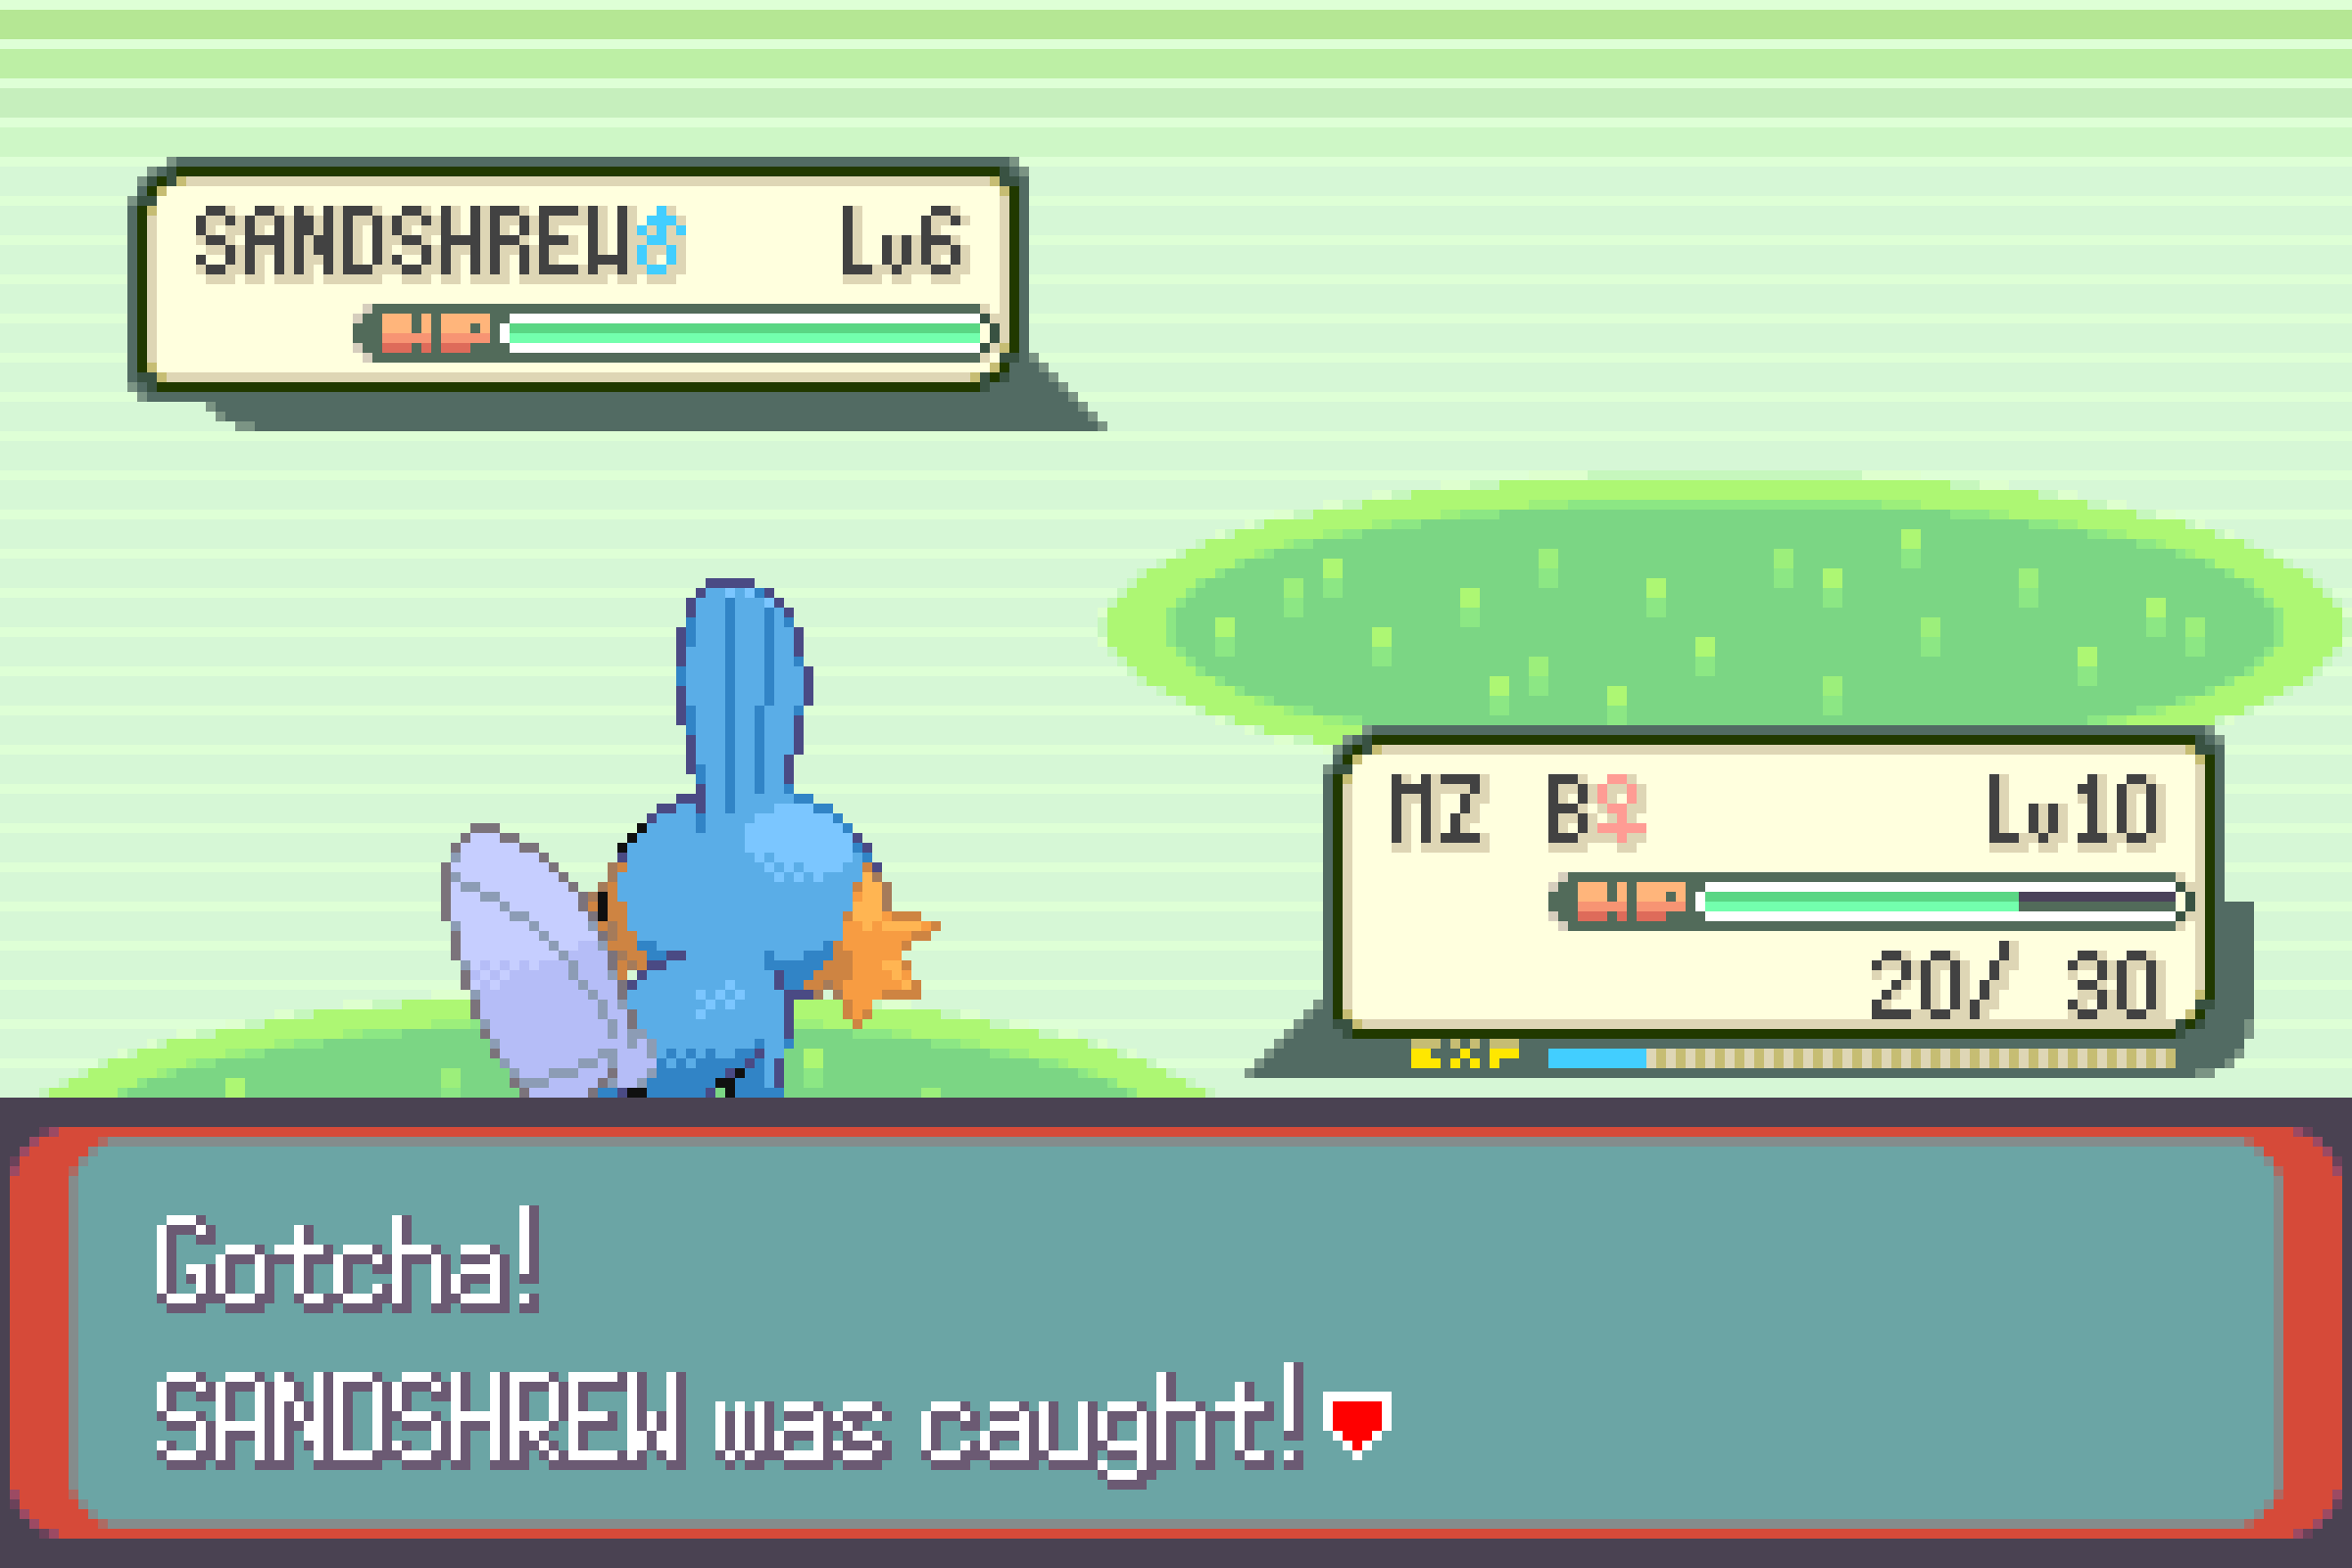 SANDSHREW♂ Lv6
HP
MZ B♀ Lv10
HP
20/ 30
EXP
Gotcha!
SANDSHREW was caught!♥